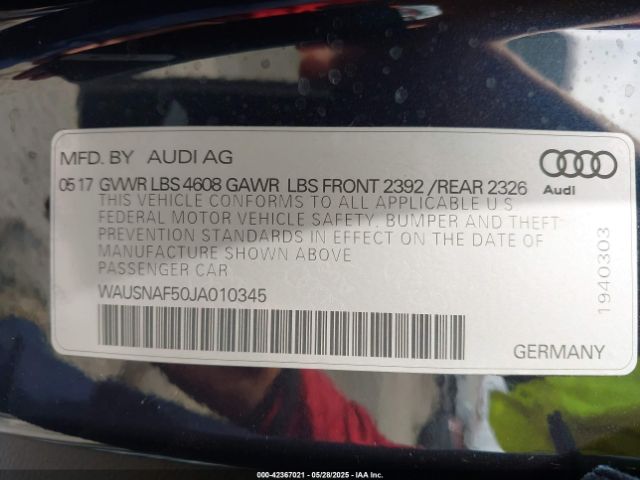 MFD. BY AUDI AG
0517 GVWR LBS 4608 GAWR LBS FRONT 2392 /REAR 2326
THIS VEHICLE CONFORMS TO ALL APPLICABLE U S
FEDERAL MOTOR VEHICLE SAFETY, BUMPER AND THEFT
PREVENTION STANDARDS IN EFFECT ON THE DATE OF
MANUFACTURE SHOWN ABOVE
PASSENGER CAR
WAUSNAF50JA010345
Audi
1940303
GERMANY
000-42367021 - 05/28/2025 - IAA Inc.